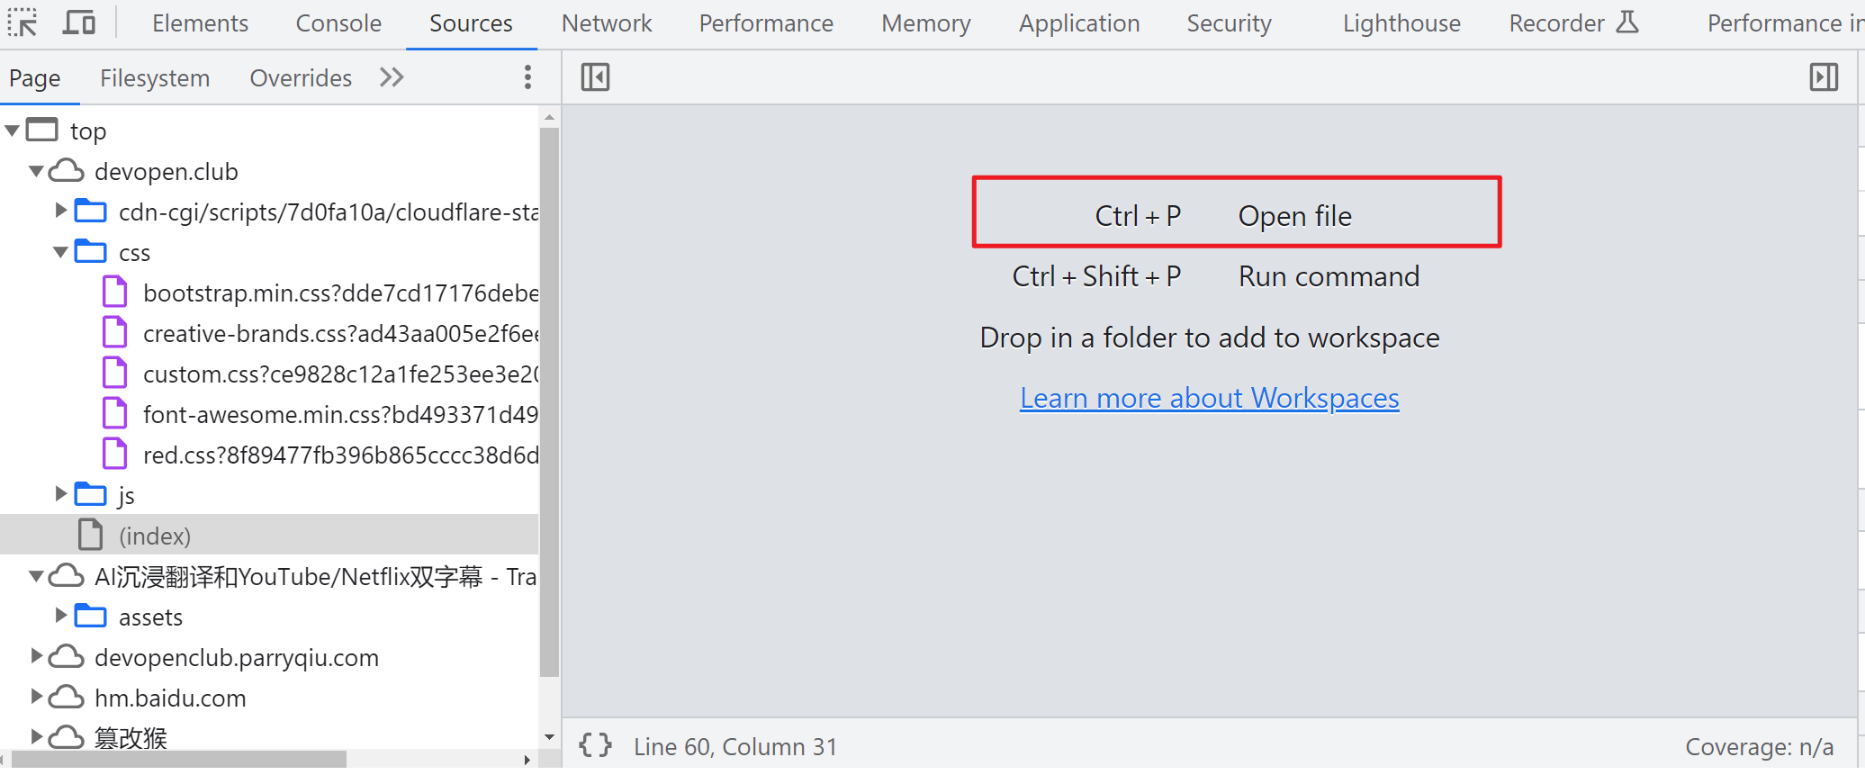 Elements Console Sources Network Performance Memory Application Security Lighthouse Recorder Performance in
Page Filesystem Overrides
top
devopen.club
cdn-cgi/scripts/7d0fa10a/cloudflare-sta
css
bootstrap.min.css?dde7cd17176debe
creative-brands.css?ad43aa005e2f6ee
custom.css?ce9828c12a1fe253ee3e20
font-awesome.min.css?bd493371d49
red.css?8f89477fb396b865cccc38d6d
js
(index)
AI沉浸翻译和YouTube/Netflix双字幕 - Tra
assets
devopenclub.parryqiu.com
hm.baidu.com
篡改猴
Ctrl + P Open file
Ctrl + Shift + P Run command
Drop in a folder to add to workspace
Learn more about Workspaces
{ } Line 60, Column 31
Coverage: n/a